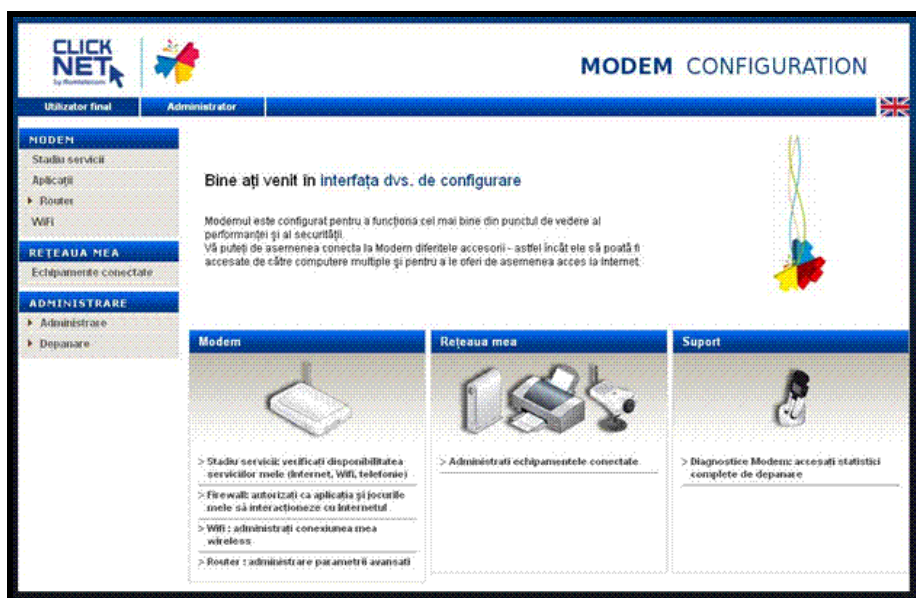 CLICK
NET
by Romtelecom
MODEM CONFIGURATION
Utilizator final
Administrator
MODEM
Stadiu servicii
Aplicații
Router
WiFi
REȚEAUA MEA
Echipamente conectate
ADMINISTRARE
Administrare
Depanare
Bine ați venit în interfața dvs. de configurare
Modemul este configurat pentru a funcționa cel mai bine din punctul de vedere al
performanței și al securității.
Vă puteți de asemenea conecta la Modem diferitele accesorii - astfel încât ele să poată fi
accesate de către computere multiple și pentru a le oferi de asemenea acces la Internet.
Modem
> Stadiu servicii: verificati disponibilitatea
serviciilor mele (Internet, Wifi, telefonie)
> Firewall: autorizați ca aplicația și jocurile
mele să interacționeze cu Internetul
> Wifi : administrați conexiunea mea
wireless
> Router : administrare parametrii avansati
Rețeaua mea
> Administrati echipamentele conectate
Suport
> Diagnostice Modem: accesați statistici
complete de depanare